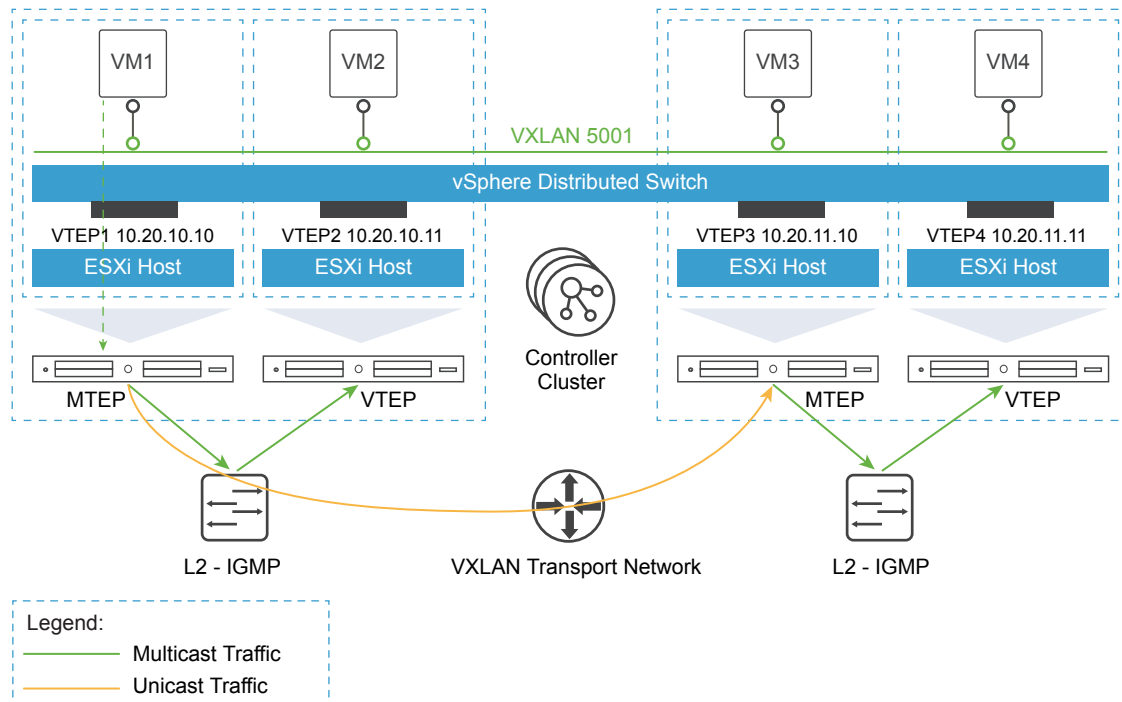 VM1
VM2
VM3
VM4
VXLAN 5001
vSphere Distributed Switch
VTEP1 10.20.10.10
VTEP2 10.20.10.11
VTEP3 10.20.11.10
VTEP4 10.20.11.11
ESXi Host
ESXi Host
ESXi Host
ESXi Host
Controller
Cluster
MTEP
VTEP
MTEP
VTEP
L2 - IGMP
VXLAN Transport Network
L2 - IGMP
Legend:
Multicast Traffic
Unicast Traffic